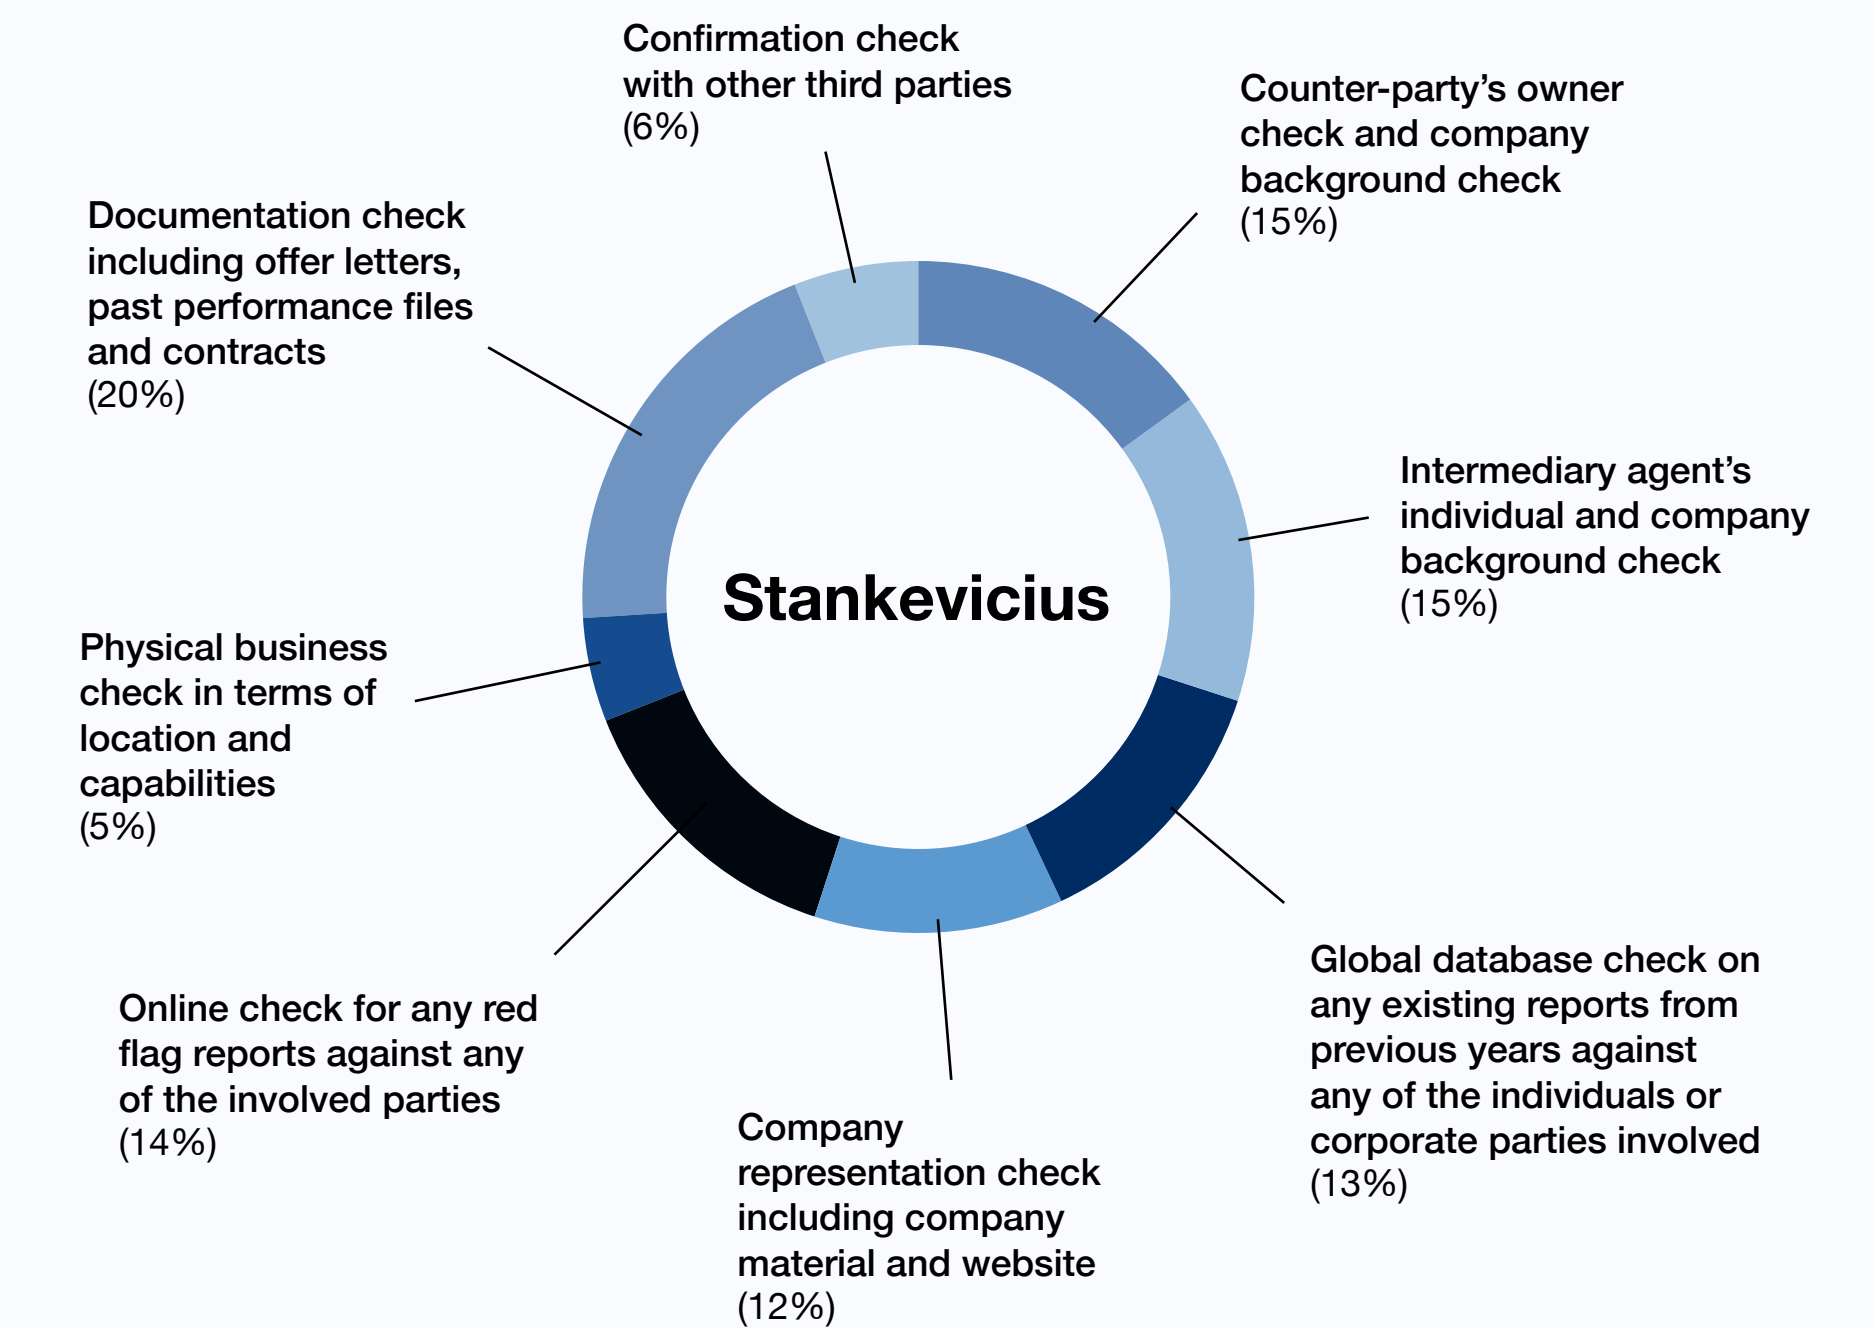 Confirmation check
with other third parties
(6%)
Counter-party’s owner
check and company
background check
(15%)
Documentation check
including offer letters,
past performance files
and contracts
(20%)
Intermediary agent’s
individual and company
background check
(15%)
Stankevicius
Physical business
check in terms of
location and
capabilities
(5%)
Global database check on
any existing reports from
previous years against
any of the individuals or
corporate parties involved
(13%)
Online check for any red
flag reports against any
of the involved parties
(14%)
Company
representation check
including company
material and website
(12%)